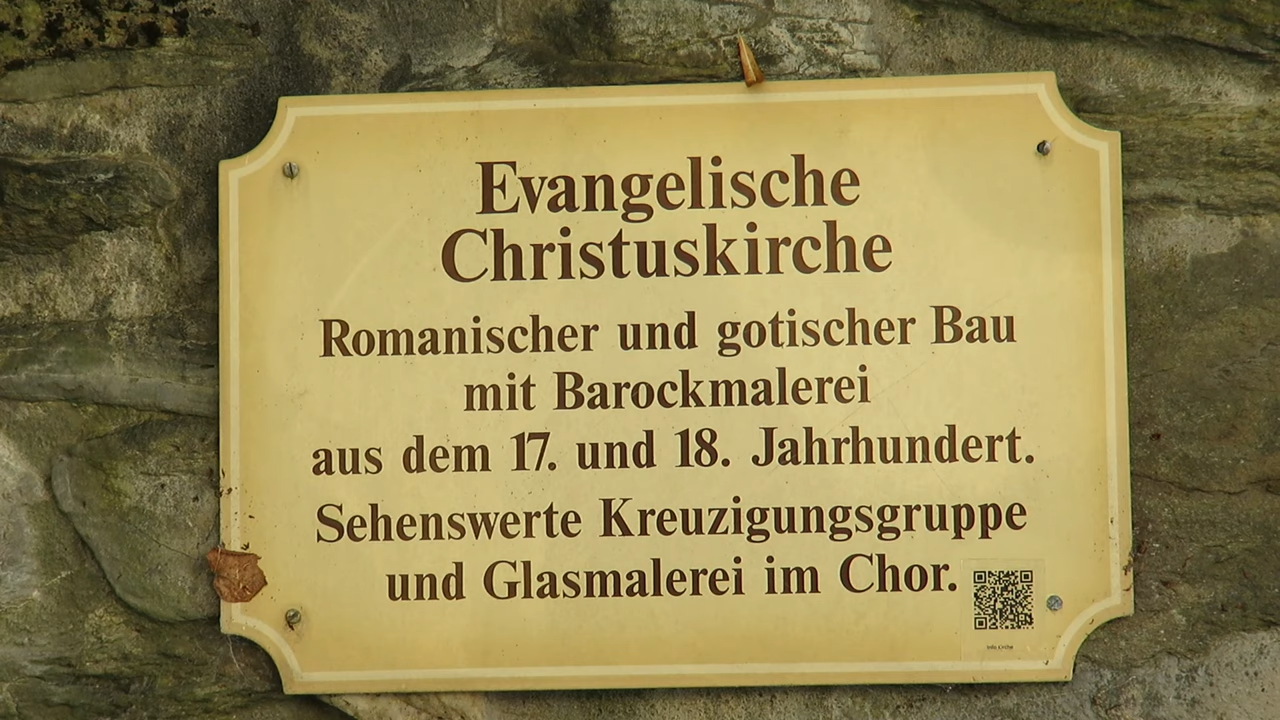 Evangelische
Christuskirche
Romanischer und gotischer Bau
mit Barockmalerei
aus dem 17. und 18. Jahrhundert.
Sehenswerte Kreuzigungsgruppe
und Glasmalerei im Chor.